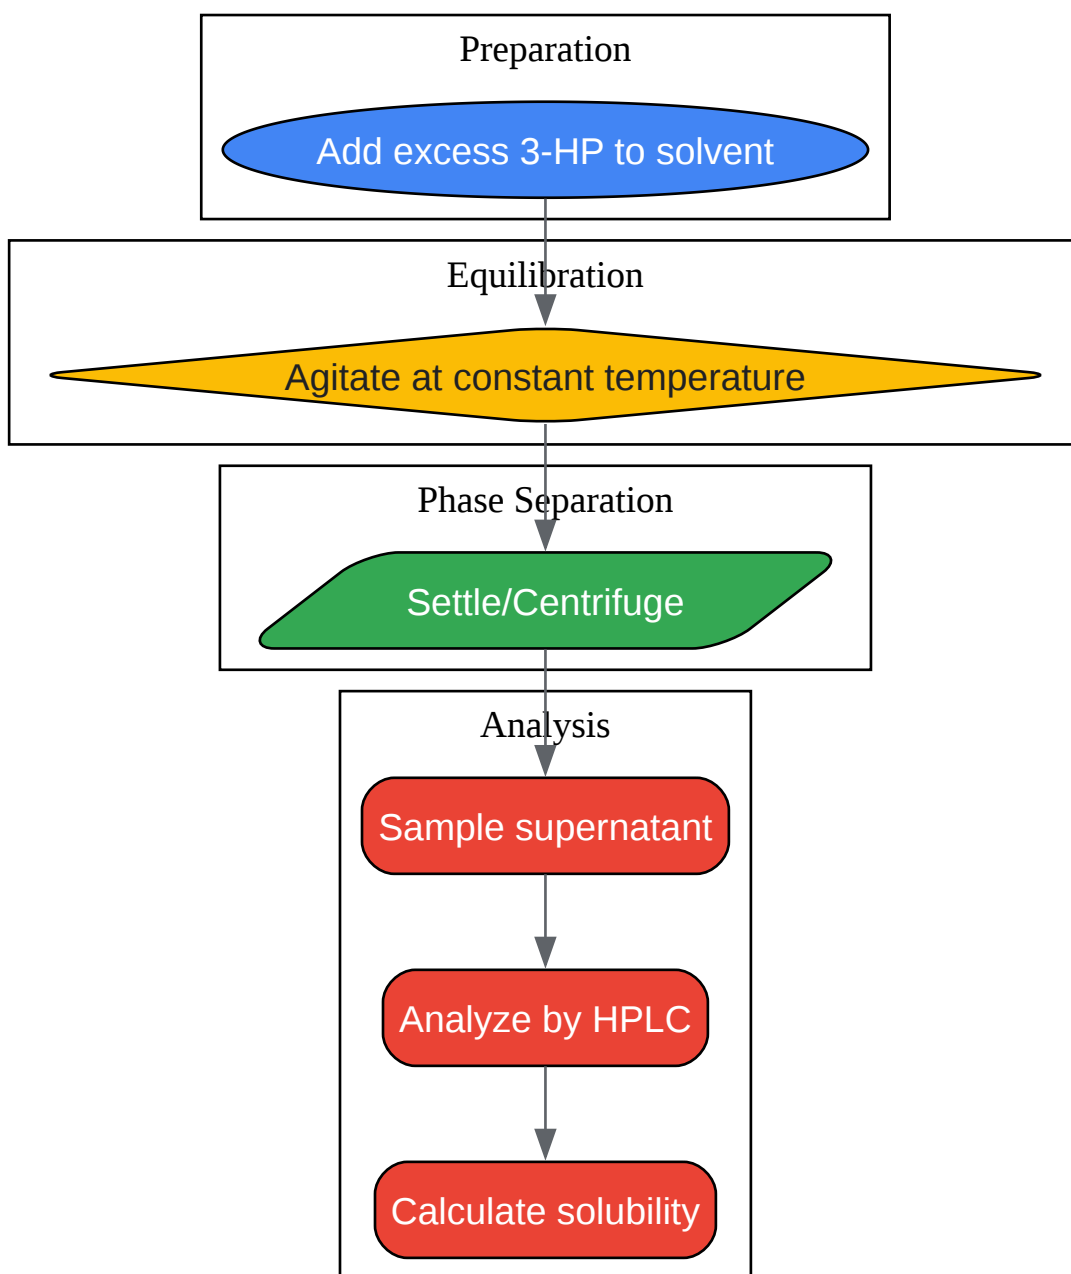 Preparation
Add excess 3-HP to solvent
Equilibration
Agitate at constant temperature
Phase Separation
Settle/Centrifuge
Analysis
Sample supernatant
Analyze by HPLC
Calculate solubility